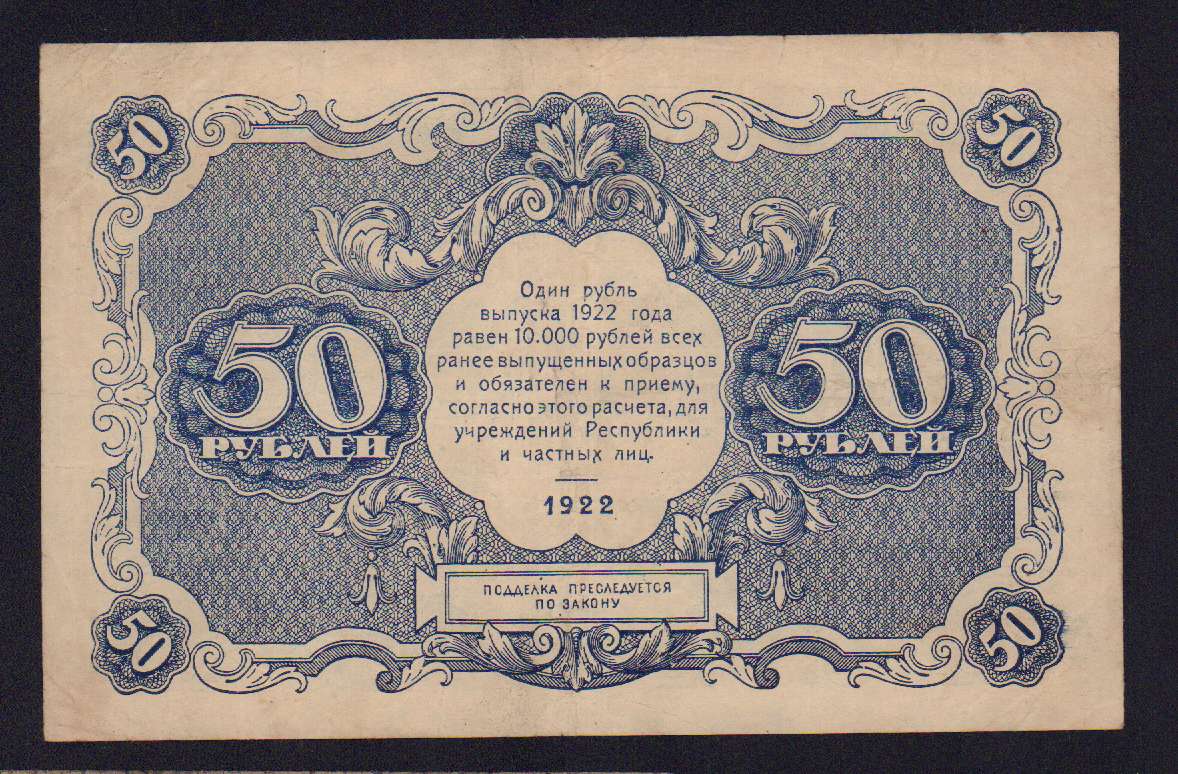 50
50
Один рубль
выпуска 1922 года
равен 10.000 рублей всех
ранее выпущенных образцов
и обязателен к приему,
согласно этого расчета, для
учреждений Республики
и частных лиц.
1922
50
РУБЛЕЙ
50
РУБЛЕЙ
ПОДДЕЛКА ПРЕСЛЕДУЕТСЯ
ПО ЗАКОНУ
50
50